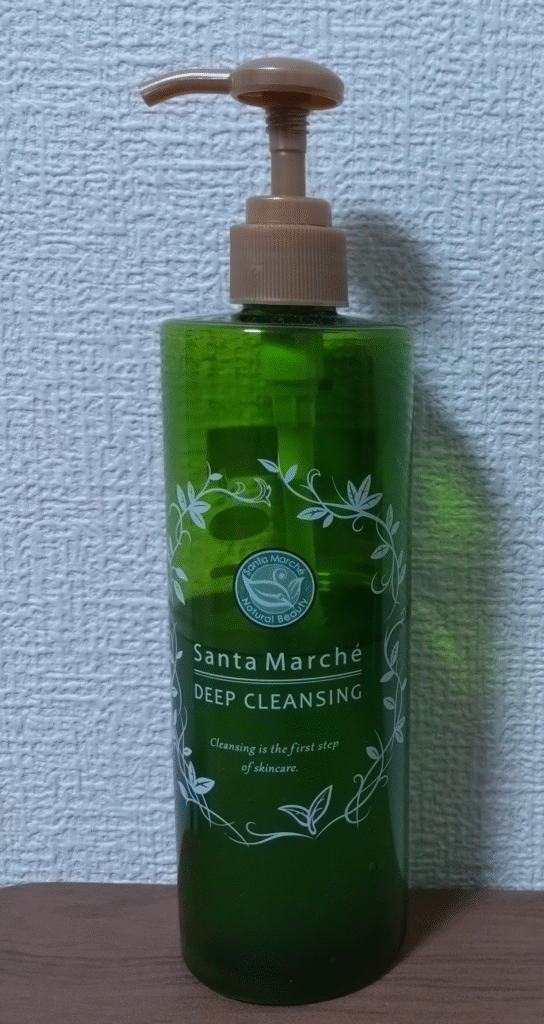 Santa Marché
Natural Beauty
Santa Marché
DEEP CLEANSING
Cleansing is the first step
of skincare.